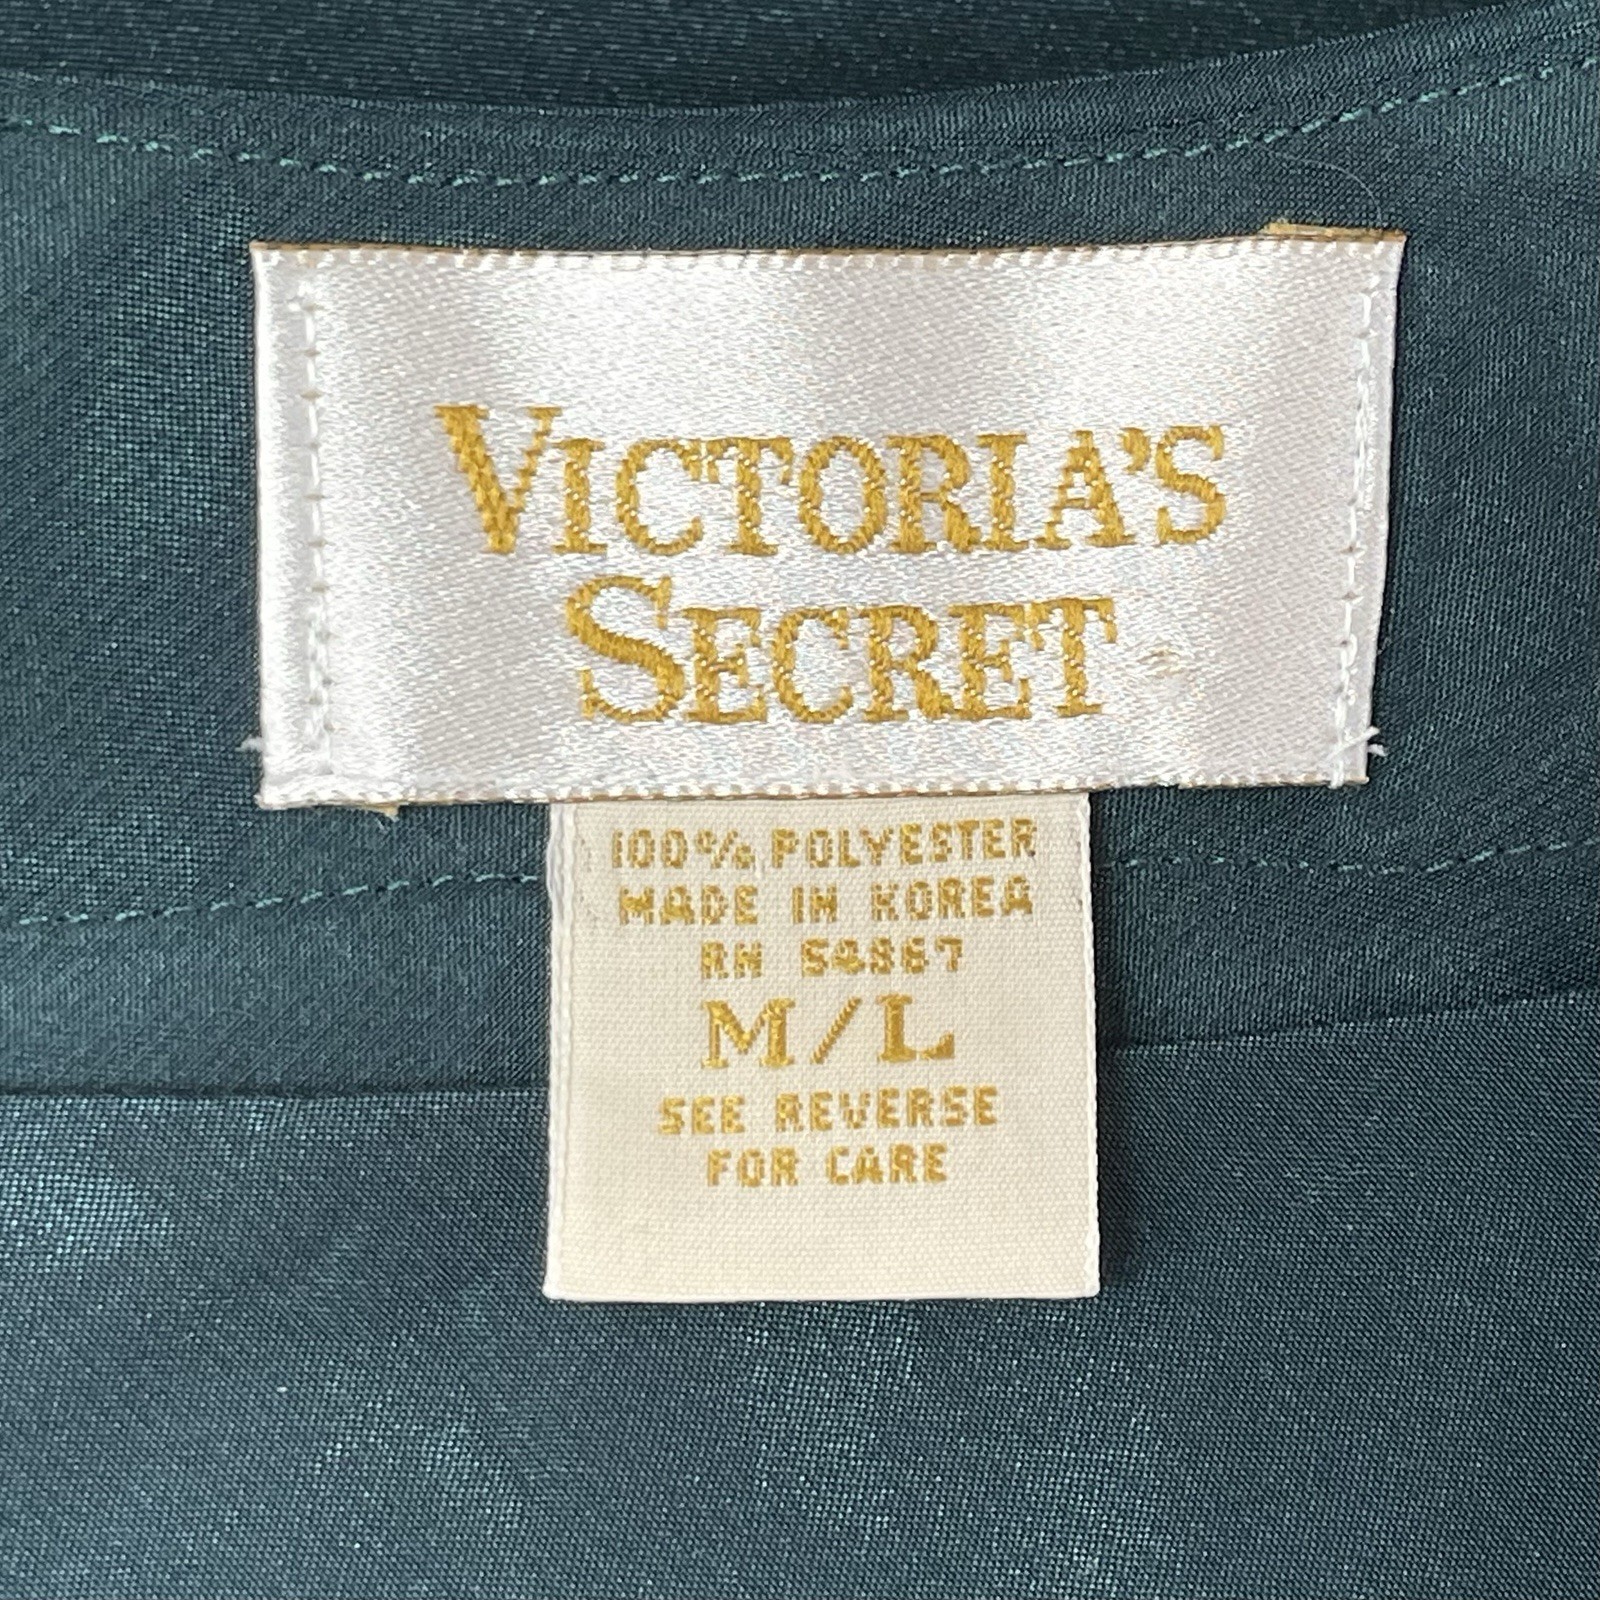 VICTORIA'S
SECRET
100% POLYESTER
MADE IN KOREA
RN 54867
M/L
SEE REVERSE
FOR CARE